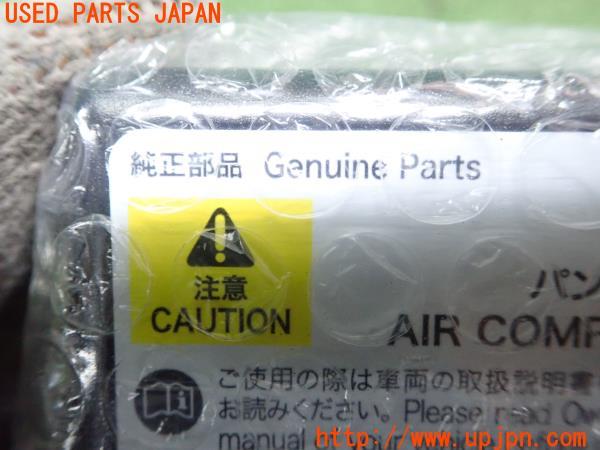 USED PARTS JAPAN
純正部品 Genuine Parts
注意
CAUTION
パン
AIR COMP
ご使用の際は車両の取扱説明書
お読みください。Please read Ow
manual of
http://www.upjpn.com